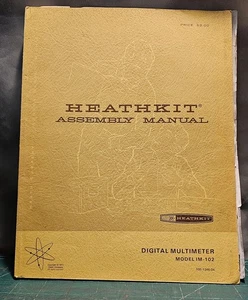 HEATHKIT®
ASSEMBLY MANUAL
HEATHKIT
DIGITAL MULTIMETER
MODEL IM-102